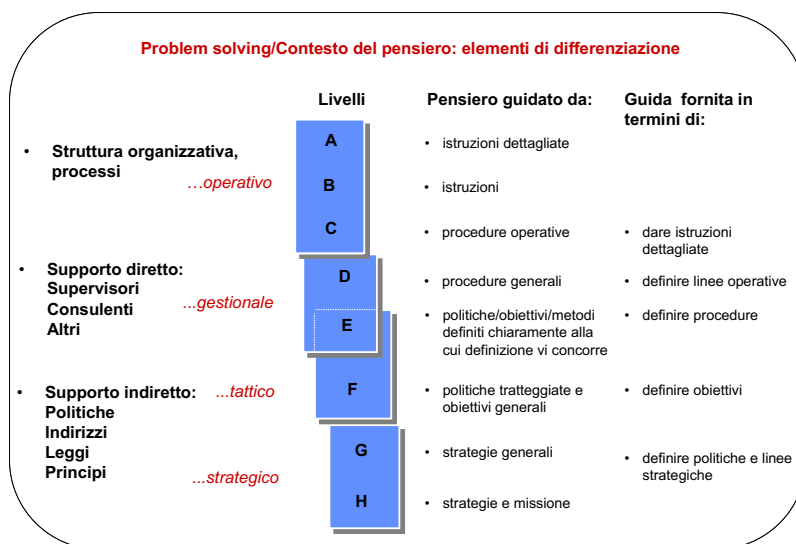 Problem solving/Contesto del pensiero: elementi di differenziazione
Livelli
Pensiero guidato da:
Guida fornita in
termini di:
• Struttura organizzativa,
processi
...operativo
A
• istruzioni dettagliate
B
• istruzioni
C
• procedure operative
• dare istruzioni
dettagliate
• Supporto diretto:
Supervisori
Consulenti
Altri
...gestionale
D
• procedure generali
• definire linee operative
E
• politiche/obiettivi/metodi
definiti chiaramente alla
cui definizione vi concorre
• definire procedure
• Supporto indiretto:
Politiche
Indirizzi
Leggi
Principi
...tattico
F
• politiche tratteggiate e
obiettivi generali
• definire obiettivi
...strategico
G
• strategie generali
• definire politiche e linee
strategiche
H
• strategie e missione